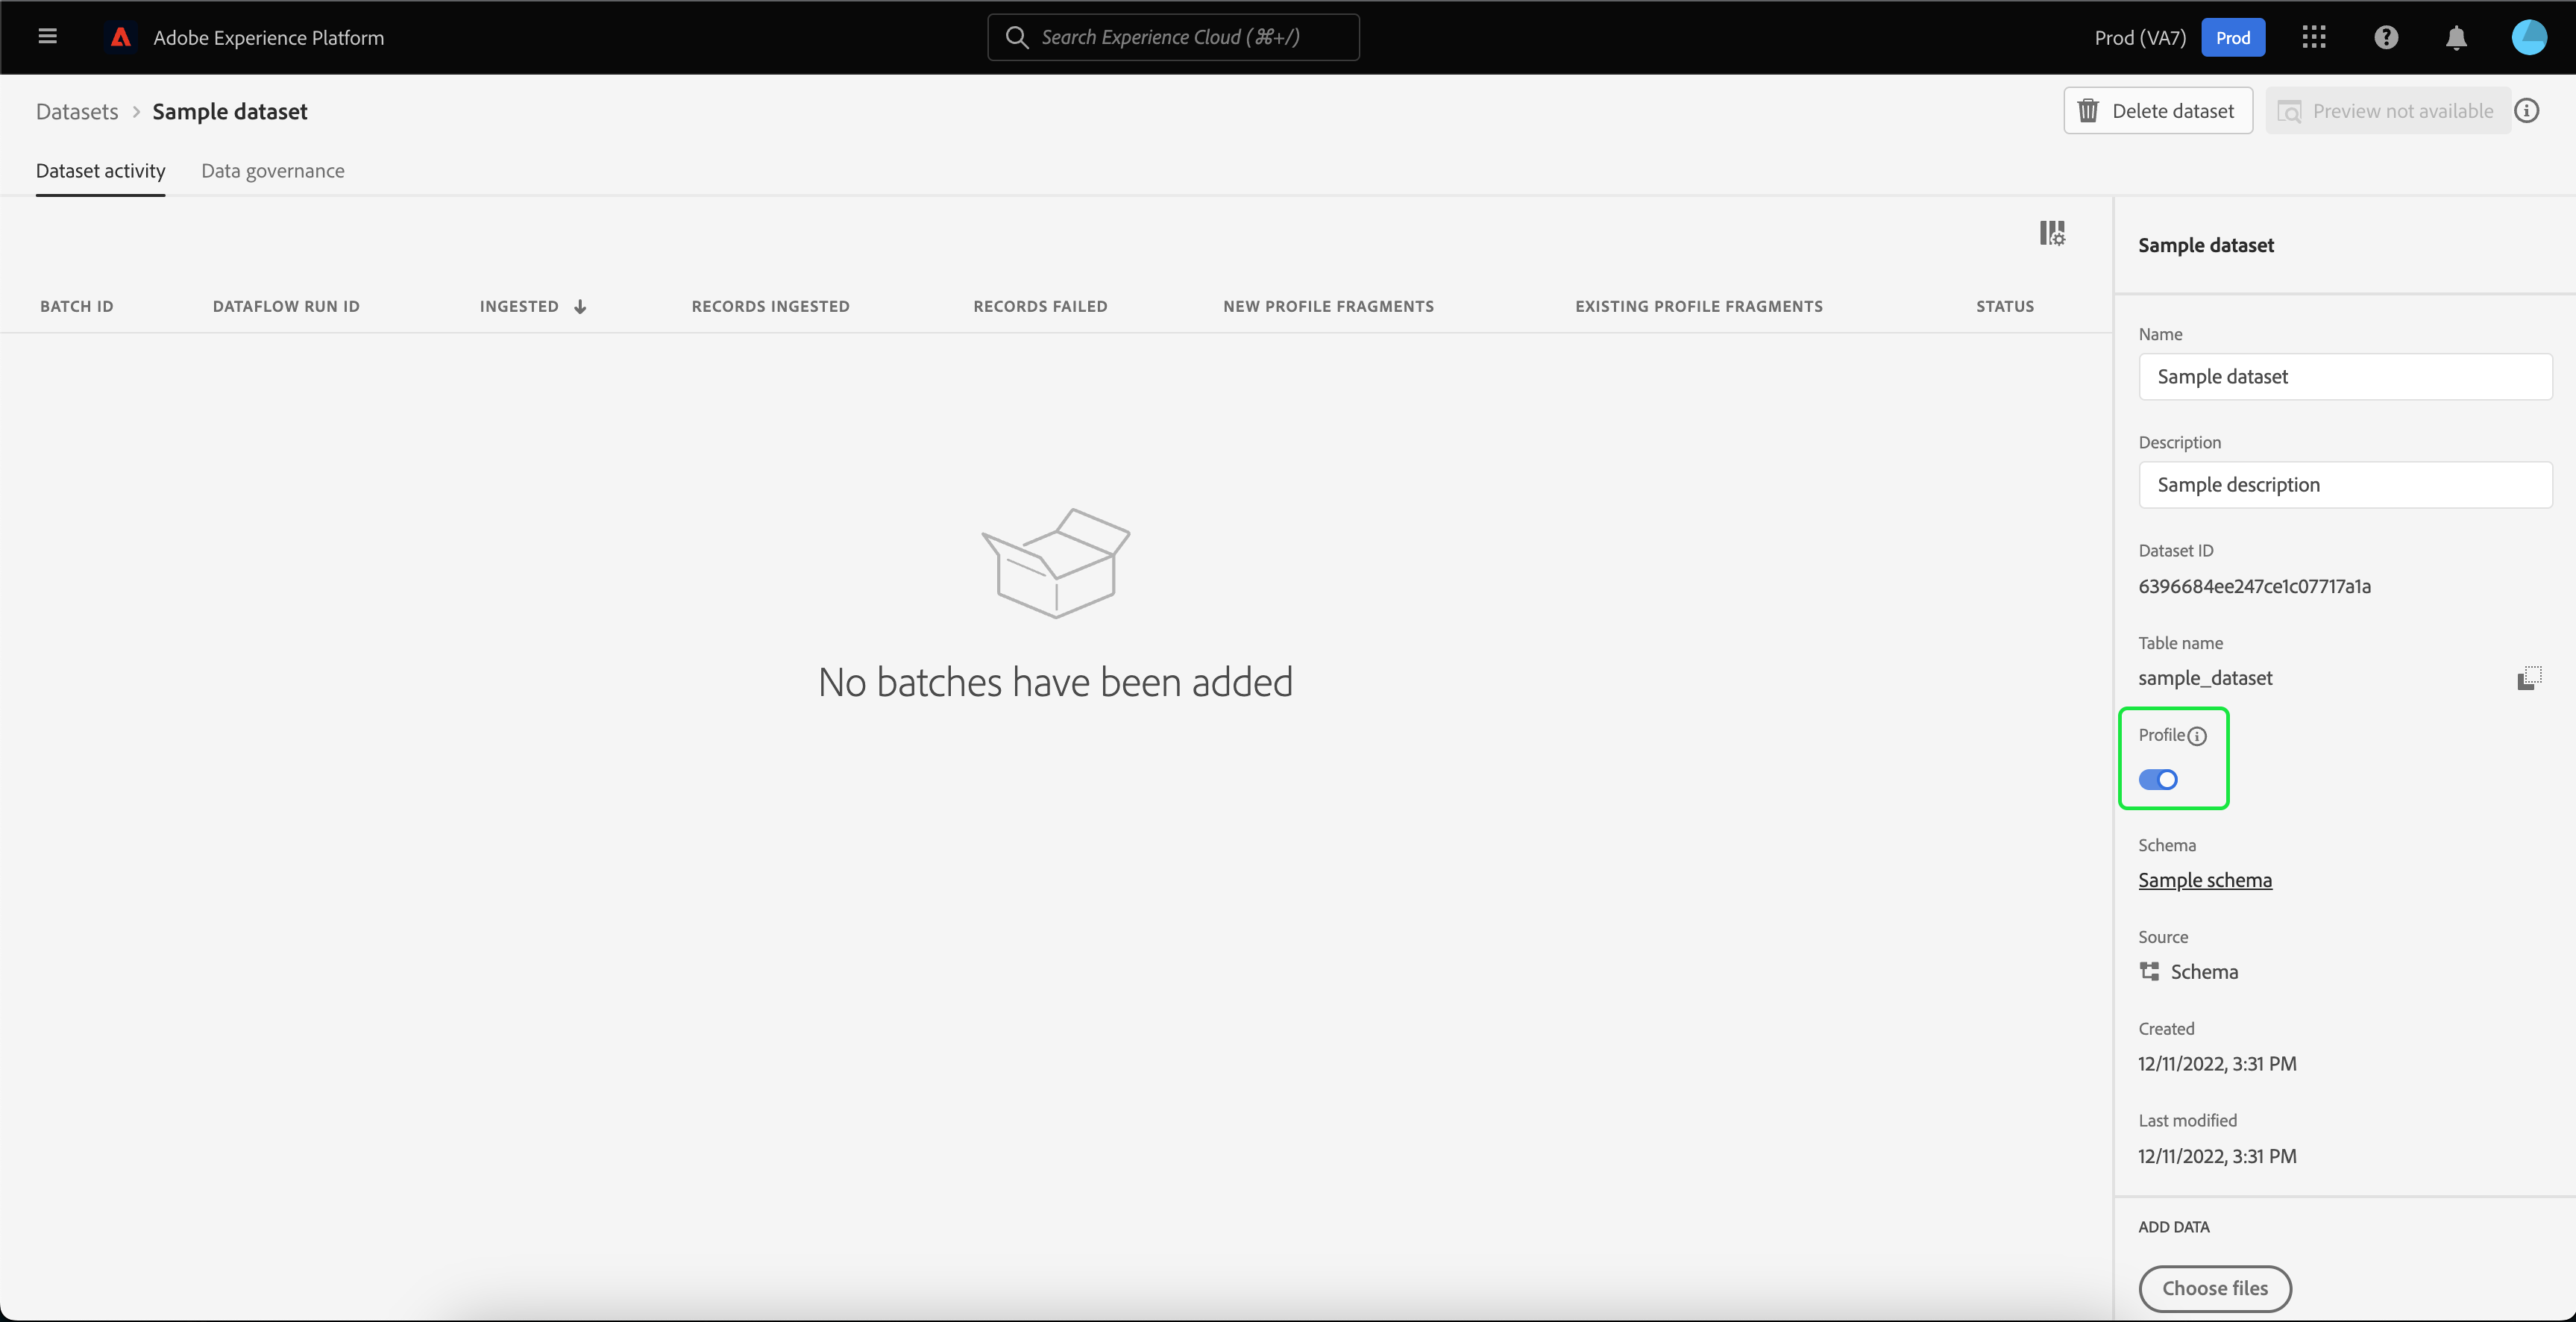 Adobe Experience Platform
Search Experience Cloud (⌘+/)
Prod (VA7)
Prod
Datasets > Sample dataset
Delete dataset
Preview not available
Dataset activity
Data governance
BATCH ID
DATAFLOW RUN ID
INGESTED ↓
RECORDS INGESTED
RECORDS FAILED
NEW PROFILE FRAGMENTS
EXISTING PROFILE FRAGMENTS
STATUS
No batches have been added
Sample dataset
Name
Sample dataset
Description
Sample description
Dataset ID
6396684ee247ce1c07717a1a
Table name
sample_dataset
Profile
Schema
Sample schema
Source
Schema
Created
12/11/2022, 3:31 PM
Last modified
12/11/2022, 3:31 PM
ADD DATA
Choose files